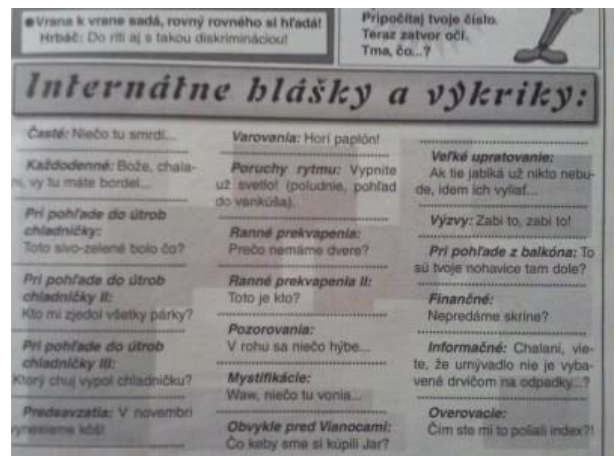 ●Vrana k vrane sadá, rovný rovného si hľadá!
Hrbáč: Do riti aj s takou diskrimináciou!
Pripočítaj tvoje číslo.
Teraz zatvor oči.
Tma, čo...?
Internátne hlášky a výkriky:
Časté: Niečo tu smrdí...
Každodenné: Bože, chala-
ni, vy tu máte bordel...
Pri pohľade do útrob
chladničky:
Toto sivo-zelené bolo čo?
Pri pohľade do útrob
chladničky II:
Kto mi zjedol všetky párky?
Pri pohľade do útrob
chladničky III:
Ktorý chuj vypol chladničku?
Predsavzatia: V novembri
vynesieme kôš!
Varovania: Horí paplón!
Poruchy rytmu: Vypnite
už svetlo! (poludnie, pohľad
do vankúša).
Ranné prekvapenia:
Prečo nemáme dvere?
Ranné prekvapenia II:
Toto je kto?
Pozorovania:
V rohu sa niečo hýbe...
Mystifikácie:
Waw, niečo tu vonia...
Obvykle pred Vianocami:
Čo keby sme si kúpili Jar?
Veľké upratovanie:
Ak tie jablká už nikto nebu-
de, idem ich vyliať...
Výzvy: Zabi to, zabi to!
Pri pohľade z balkóna: To
sú tvoje nohavice tam dole?
Finančné:
Nepredáme skrine?
Informačné: Chalani, vie-
te, že umývadlo nie je vyba-
vené drvičom na odpadky...?
Overovacie:
Čím ste mi to poliali index?!